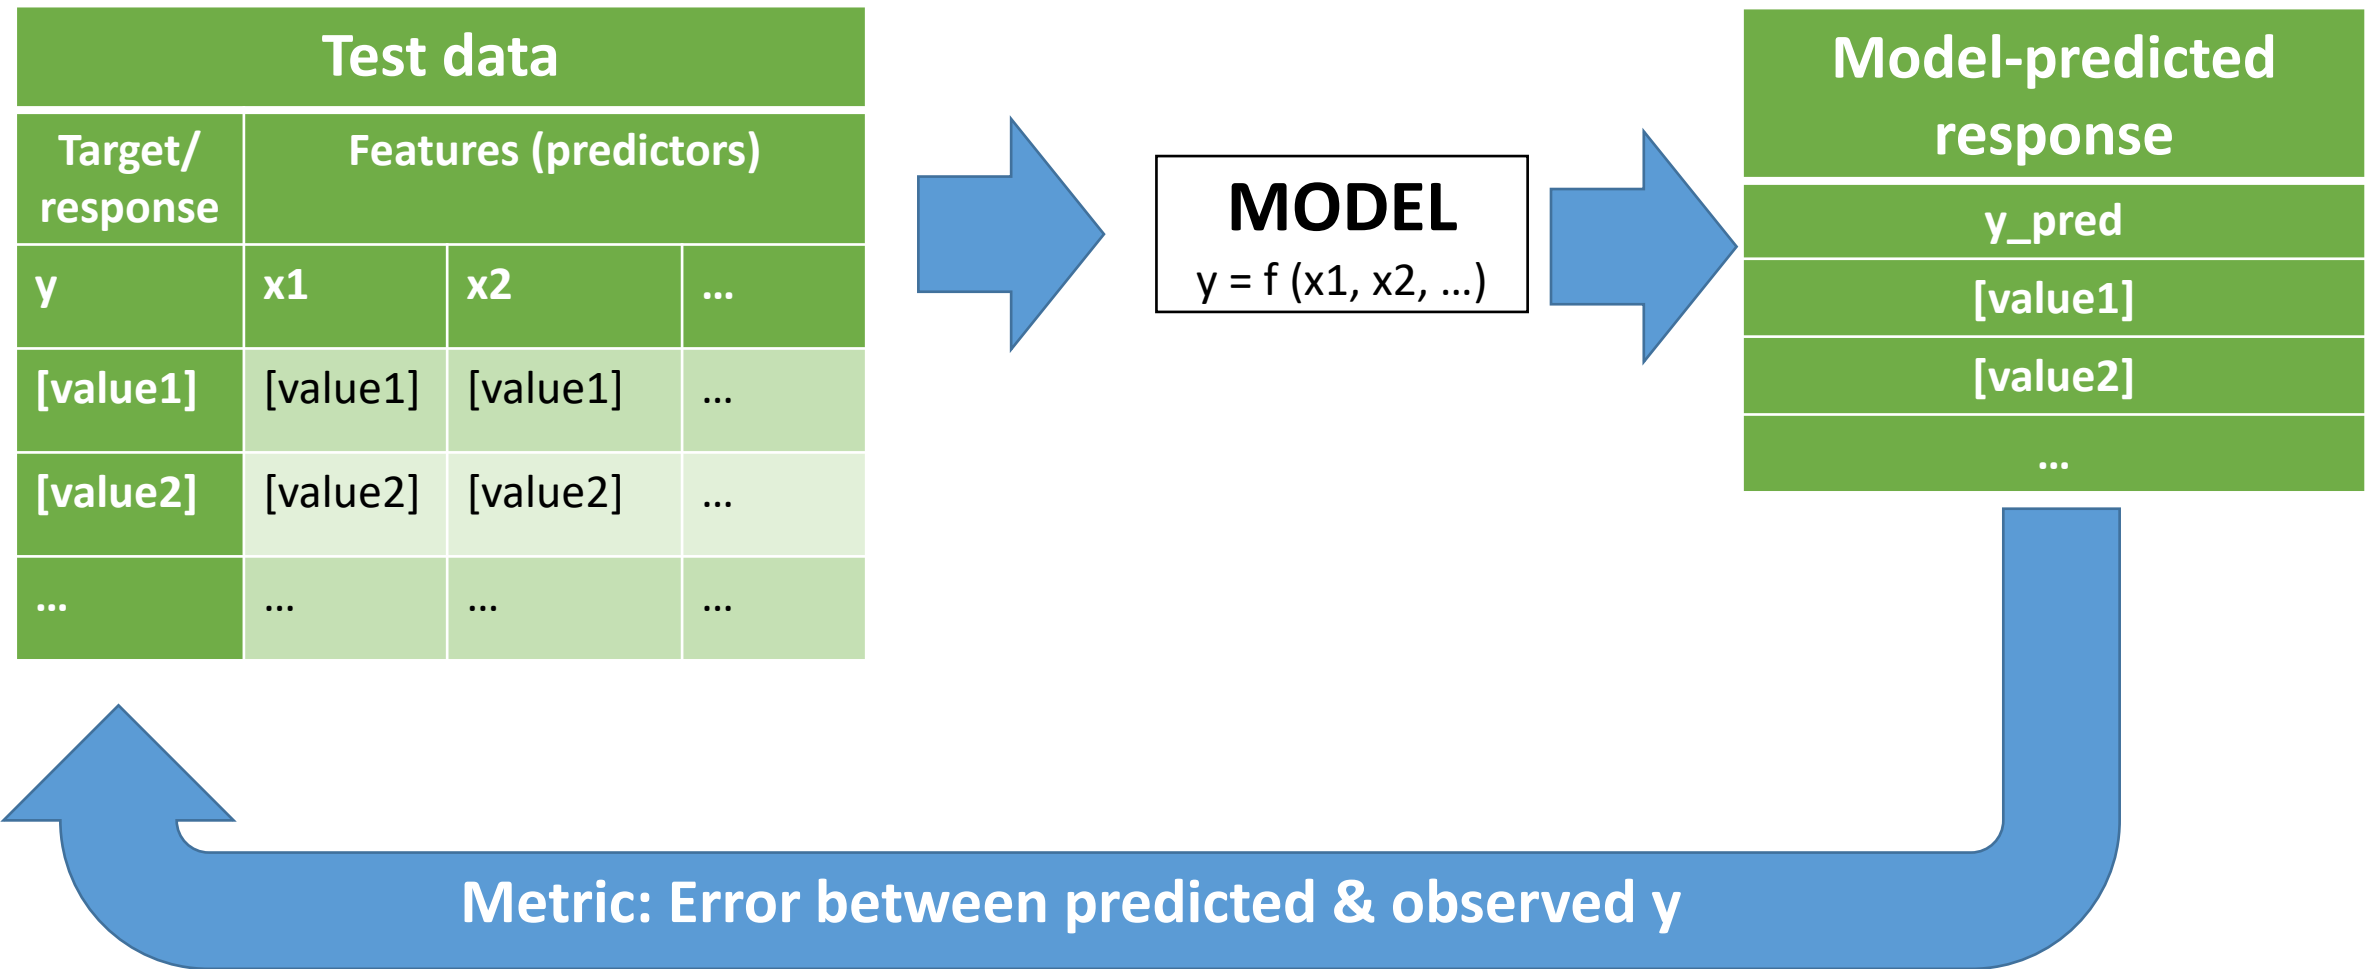 Test data
Target/
response
Features (predictors)
y
x1
x2
...
[value1]
[value1]
[value1]
...
[value2]
[value2]
[value2]
...
...
...
...
...
MODEL
y = f (x1, x2, ...)
Model-predicted
response
y_pred
[value1]
[value2]
...
Metric: Error between predicted & observed y